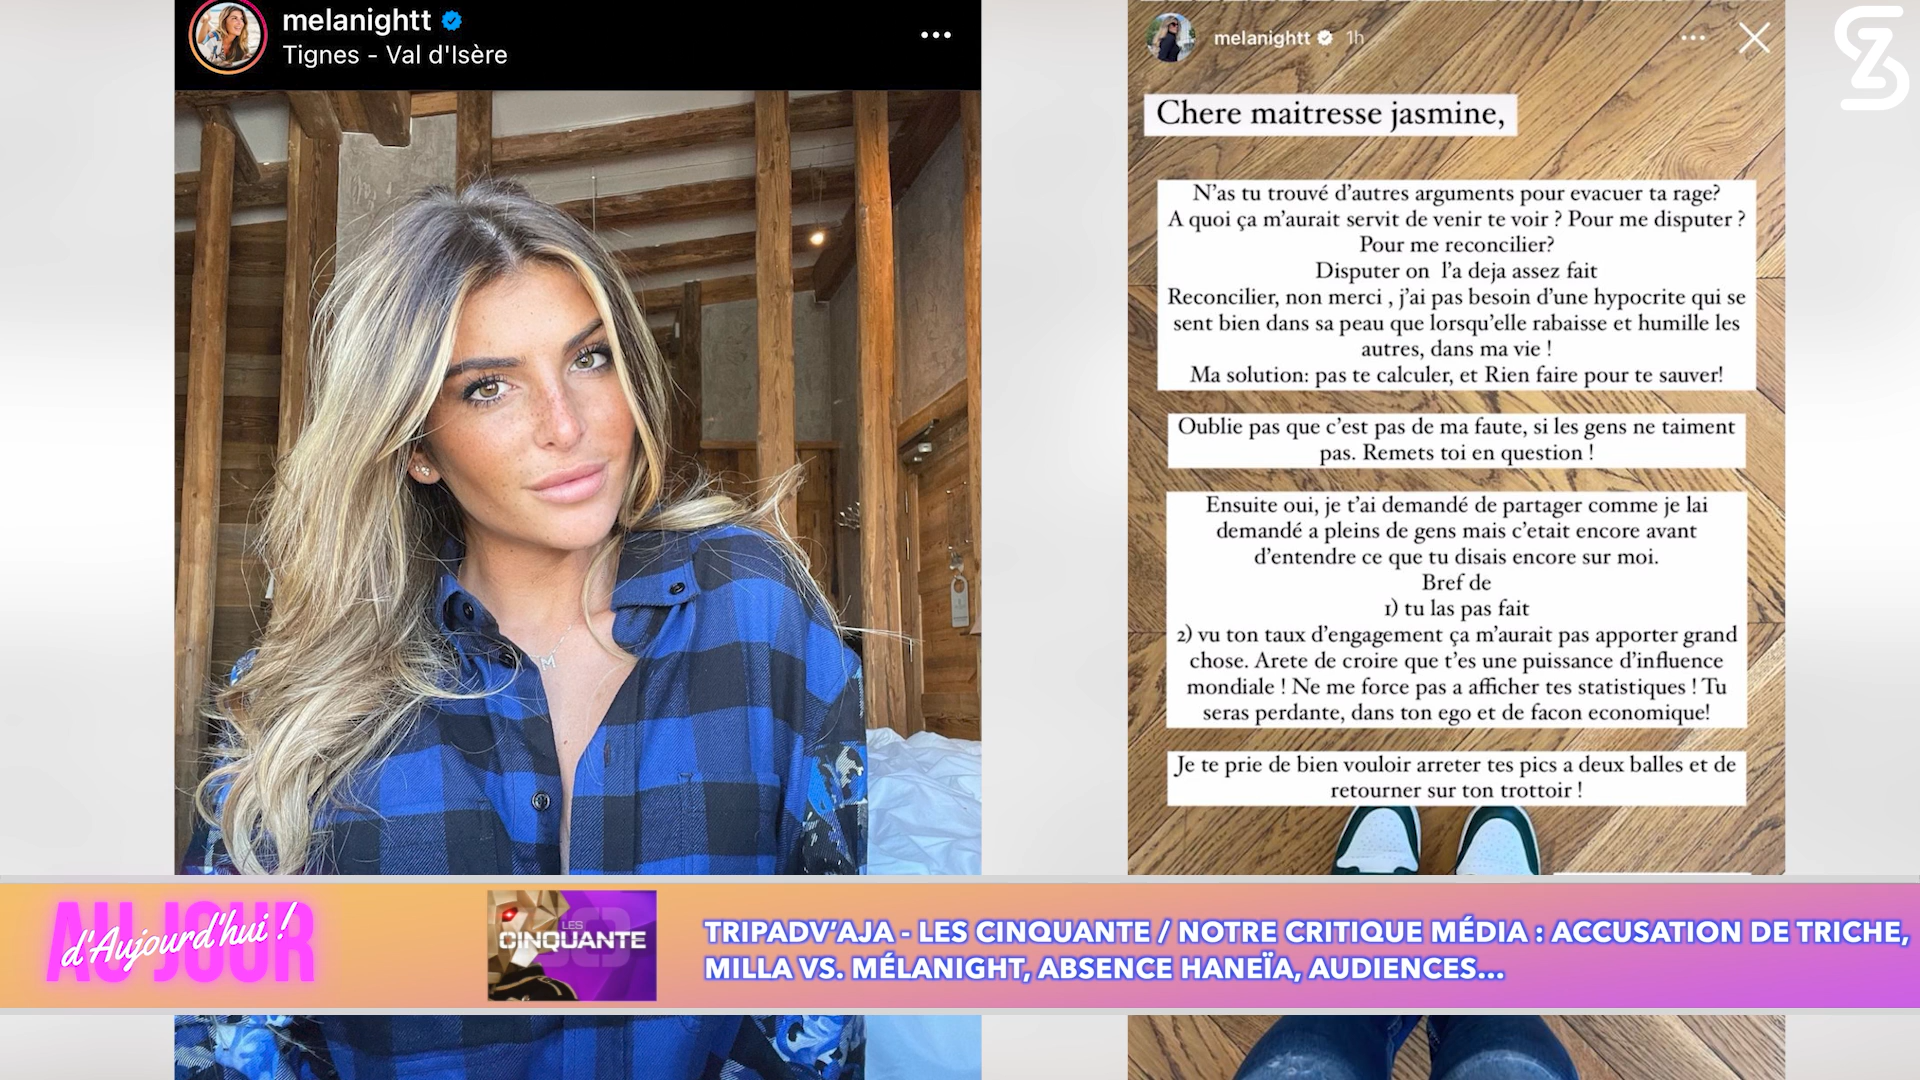 melanightt
Tignes - Val d'Isère
melanightt 1h
Chere maitresse jasmine,
N'as tu trouvé d'autres arguments pour evacuer ta rage?
A quoi ça m'aurait servit de venir te voir ? Pour me disputer ?
Pour me reconcilier?
Disputer on l'a deja assez fait
Reconcilier, non merci , j'ai pas besoin d'une hypocrite qui se
sent bien dans sa peau que lorsqu'elle rabaisse et humille les
autres, dans ma vie !
Ma solution: pas te calculer, et Rien faire pour te sauver!
Oublie pas que c'est pas de ma faute, si les gens ne taiment
pas. Remets toi en question !
Ensuite oui, je t'ai demandé de partager comme je lai
demandé a pleins de gens mais c'etait encore avant
d'entendre ce que tu disais encore sur moi.
Bref de
1) tu las pas fait
2) vu ton taux d'engagement ça m'aurait pas apporter grand
chose. Arete de croire que t'es une puissance d'influence
mondiale ! Ne me force pas a afficher tes statistiques ! Tu
seras perdante, dans ton ego et de facon economique!
Je te prie de bien vouloir arreter tes pics a deux balles et de
retourner sur ton trottoir !
M
AUJOUR
d'Aujourd'hui !
LES
CINQUANTE
TRIPADV'AJA - LES CINQUANTE / NOTRE CRITIQUE MÉDIA : ACCUSATION DE TRICHE,
MILLA VS. MÉLANIGHT, ABSENCE HANEÏA, AUDIENCES...